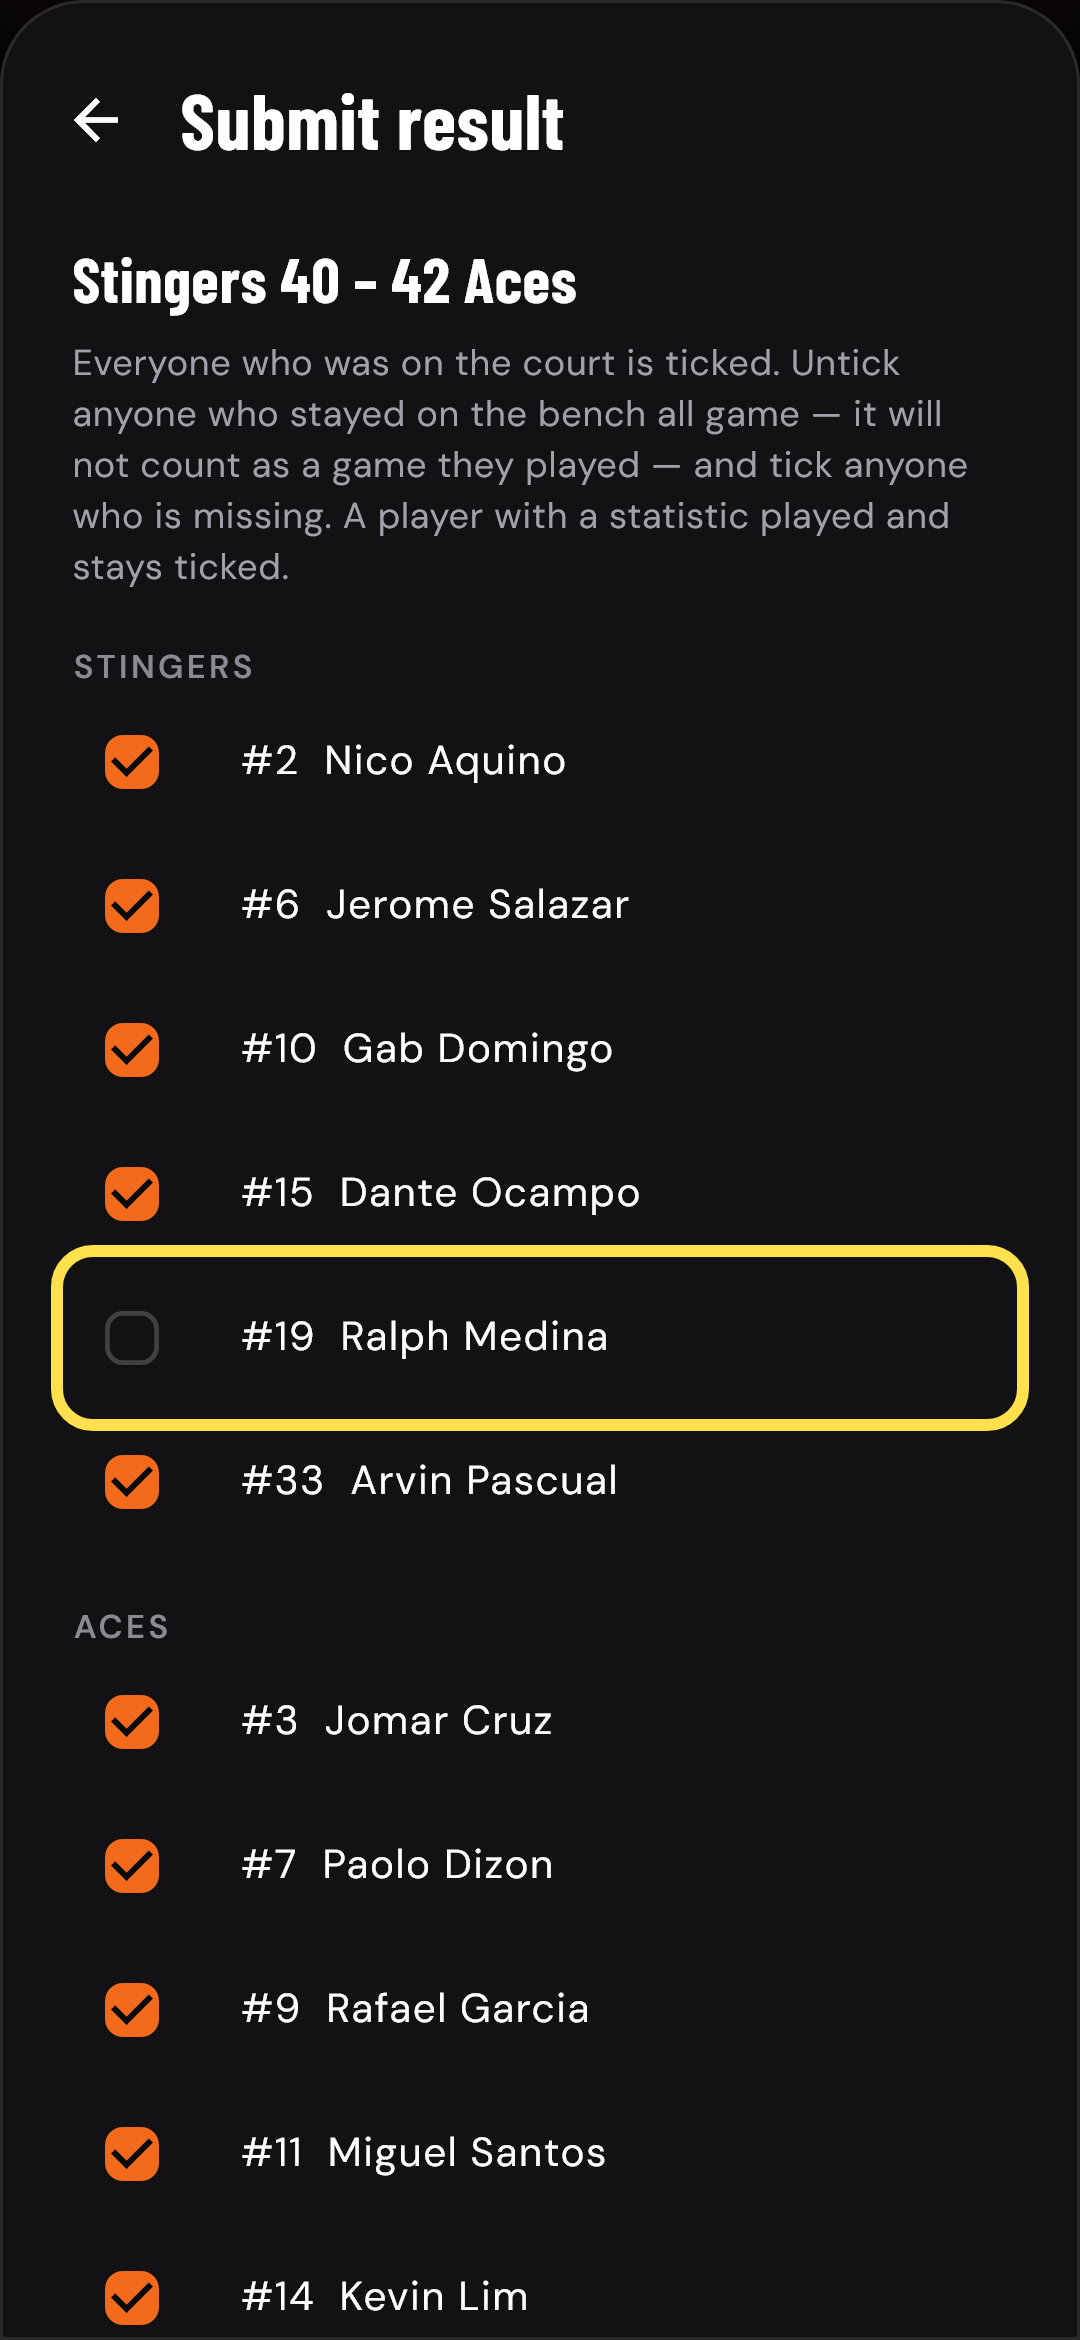 Submit result
Stingers 40 – 42 Aces
Everyone who was on the court is ticked. Untick
anyone who stayed on the bench all game — it will
not count as a game they played — and tick anyone
who is missing. A player with a statistic played and
stays ticked.
STINGERS
#2 Nico Aquino
#6 Jerome Salazar
#10 Gab Domingo
#15 Dante Ocampo
#19 Ralph Medina
#33 Arvin Pascual
ACES
#3 Jomar Cruz
#7 Paolo Dizon
#9 Rafael Garcia
#11 Miguel Santos
#14 Kevin Lim